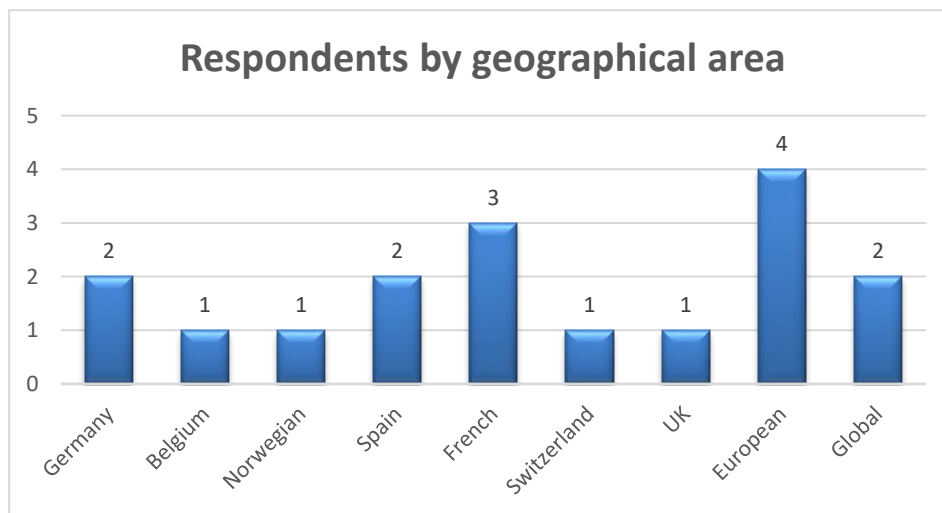 Respondents by geographical area
5
4
3
2
1
0
2
1
1
2
3
1
1
4
2
Germany
Belgium
Norwegian
Spain
French
Switzerland
UK
European
Global